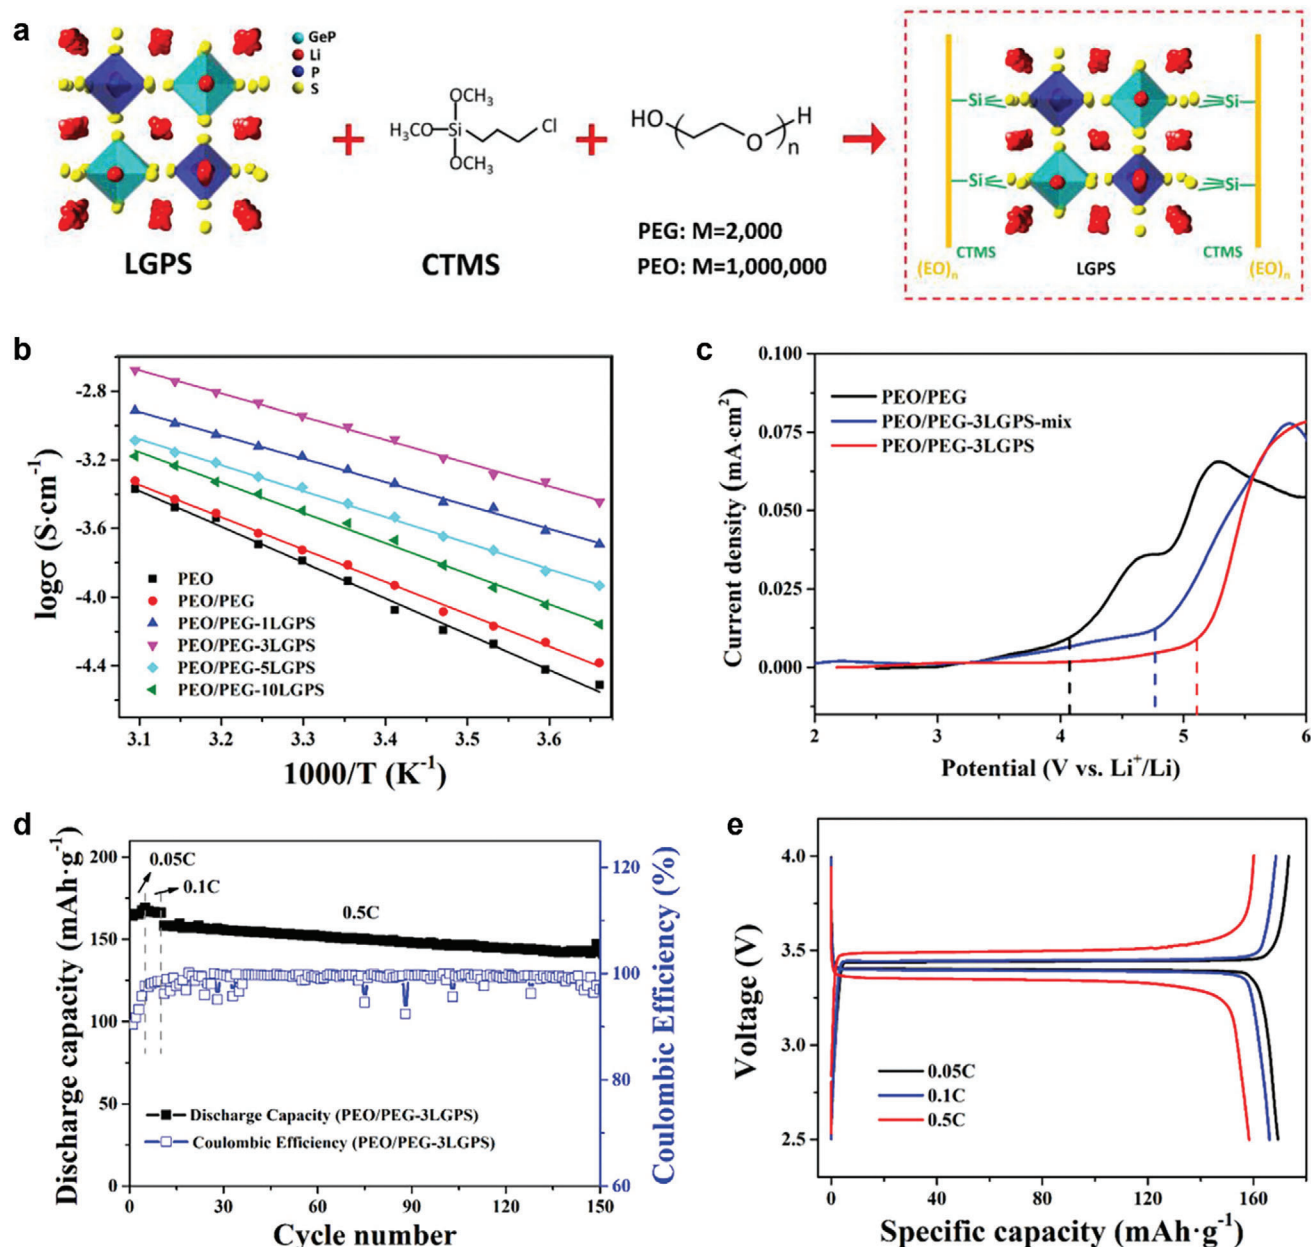 a
GeP
Li
P
S
LGPS
OCH₃
H₃CO
Si
Cl
OCH₃
CTMS
HO
O
H
n
PEG: M=2,000
PEO: M=1,000,000
Si
Si
Si
Si
CTMS
CTMS
(EO)ₙ
LGPS
(EO)ₙ
b
-2.8
-3.2
-3.6
-4.0
-4.4
logσ (S·cm⁻¹)
PEO
PEO/PEG
PEO/PEG-1LGPS
PEO/PEG-3LGPS
PEO/PEG-5LGPS
PEO/PEG-10LGPS
3.1 3.2 3.3 3.4 3.5 3.6
1000/T (K⁻¹)
c
0.100
0.075
0.050
0.025
0.000
Current density (mA·cm²)
PEO/PEG
PEO/PEG-3LGPS-mix
PEO/PEG-3LGPS
2 3 4 5 6
Potential (V vs. Li⁺/Li)
d
200
150
100
50
0
Discharge capacity (mAh·g⁻¹)
0.05C
0.1C
0.5C
Discharge Capacity (PEO/PEG-3LGPS)
Coulombic Efficiency (PEO/PEG-3LGPS)
120
100
80
60
Coulombic Efficiency (%)
0 30 60 90 120 150
Cycle number
e
4.0
3.5
3.0
2.5
Voltage (V)
0.05C
0.1C
0.5C
0 40 80 120 160
Specific capacity (mAh·g⁻¹)